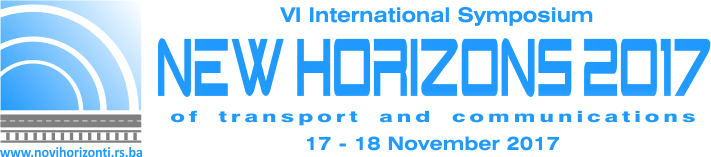 VI International Symposium
NEW HORIZONS 2017
of transport and communications
17 - 18 November 2017
www.novihorizonti.rs.ba